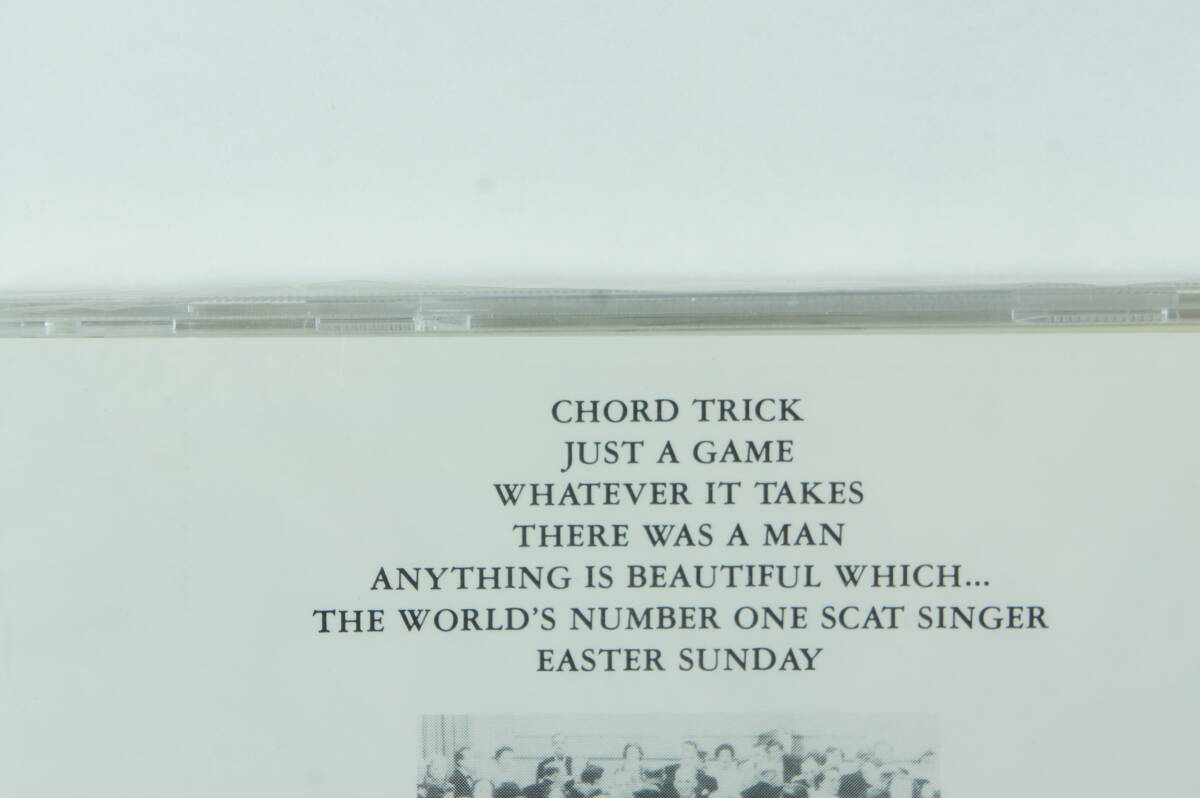 CHORD TRICK
JUST A GAME
WHATEVER IT TAKES
THERE WAS A MAN
ANYTHING IS BEAUTIFUL WHICH...
THE WORLD'S NUMBER ONE SCAT SINGER
EASTER SUNDAY